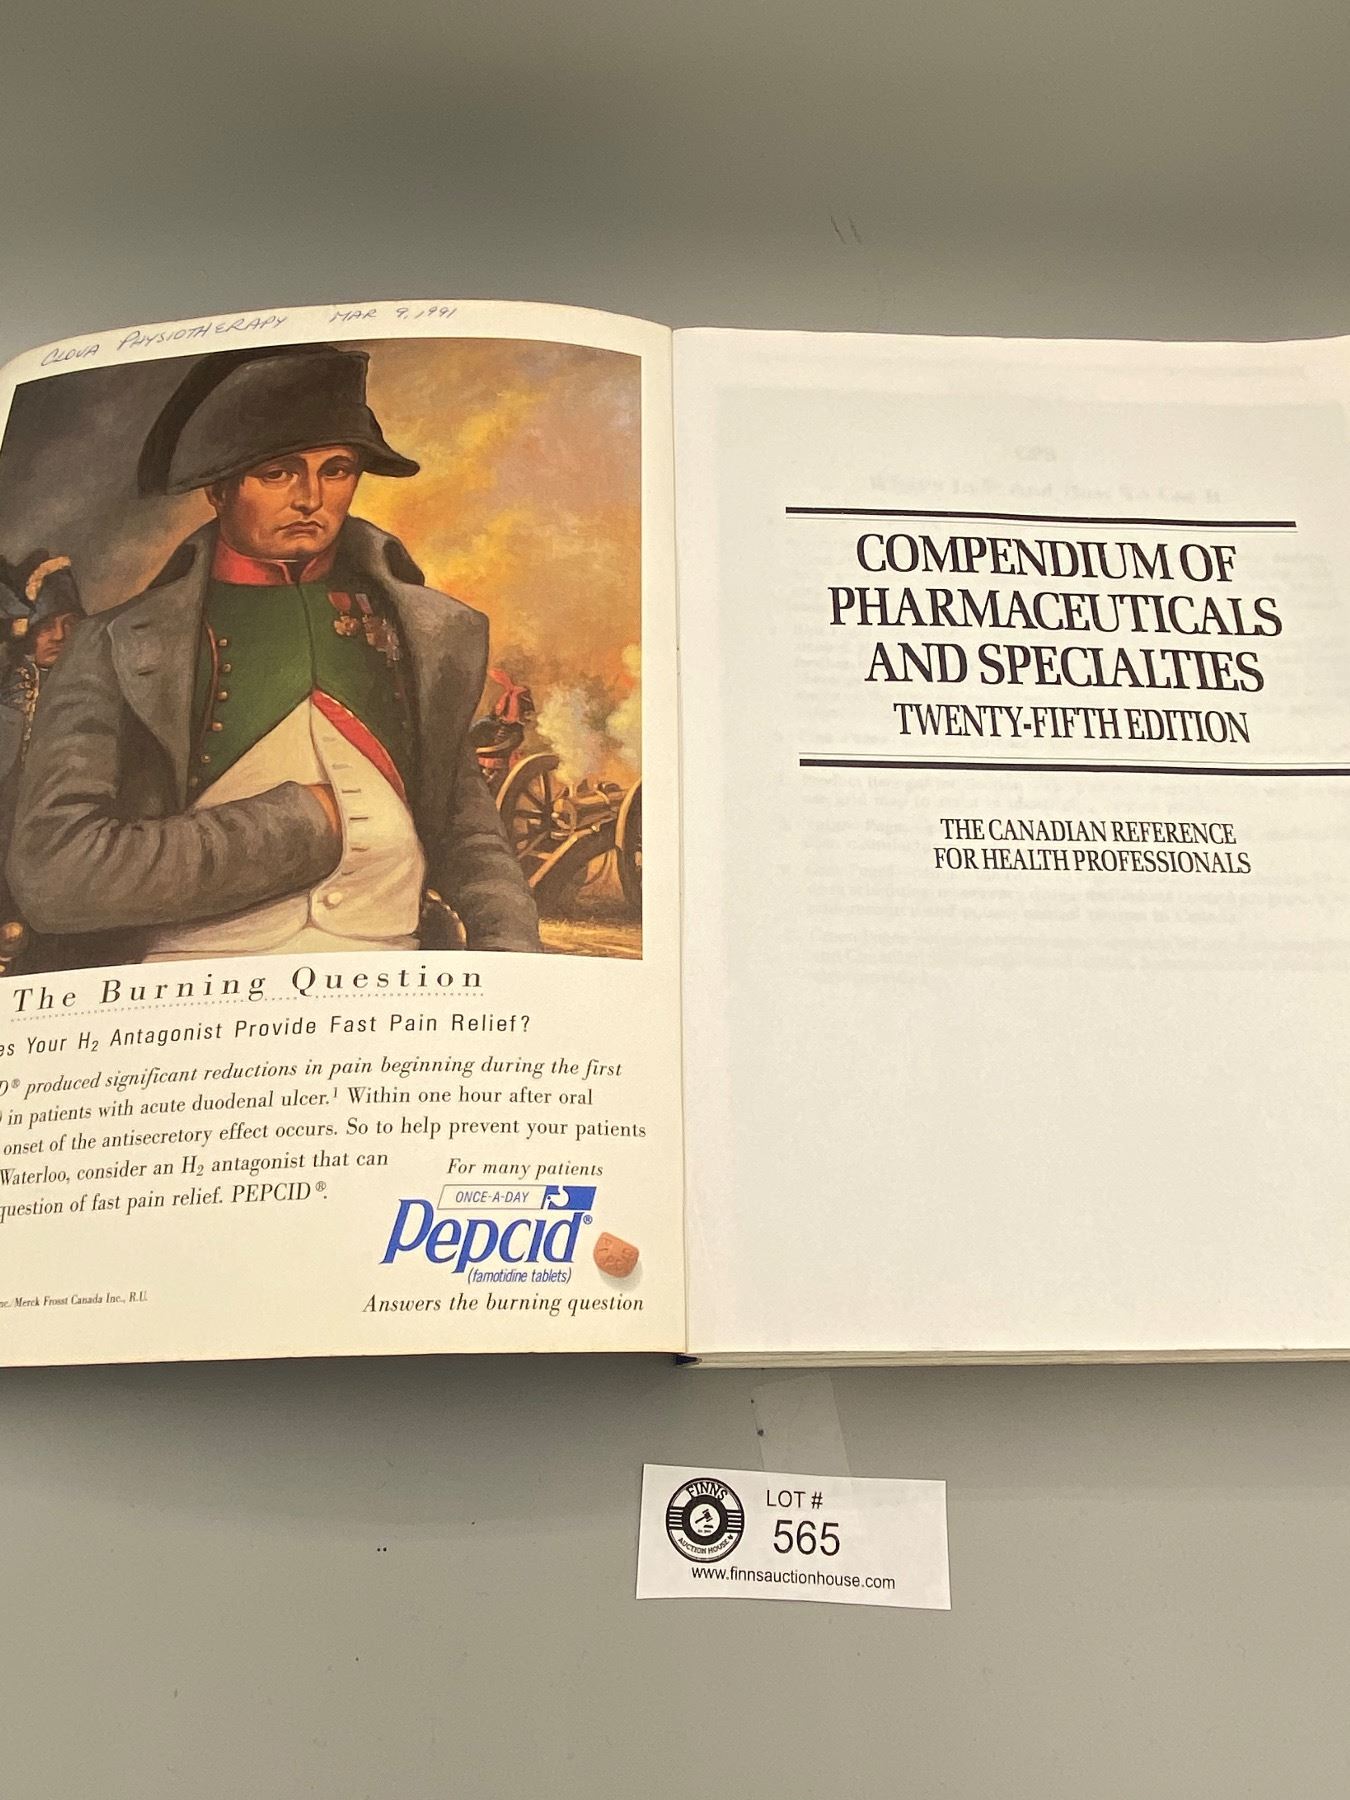 CLOVA PHYSIOTHERAPY MAR 9, 1991
The Burning Question
es Your H₂ Antagonist Provide Fast Pain Relief?
D® produced significant reductions in pain beginning during the first
) in patients with acute duodenal ulcer.¹ Within one hour after oral
onset of the antisecretory effect occurs. So to help prevent your patients
Waterloo, consider an H₂ antagonist that can
question of fast pain relief. PEPCID®.
For many patients
ONCE-A-DAY
Pepcid®
(famotidine tablets)
Answers the burning question
nc./Merck Frosst Canada Inc., R.U.
COMPENDIUM OF
PHARMACEUTICALS
AND SPECIALTIES
TWENTY-FIFTH EDITION
THE CANADIAN REFERENCE
FOR HEALTH PROFESSIONALS
FINNS
AUCTION HOUSE
LOT #
565
www.finnsauctionhouse.com